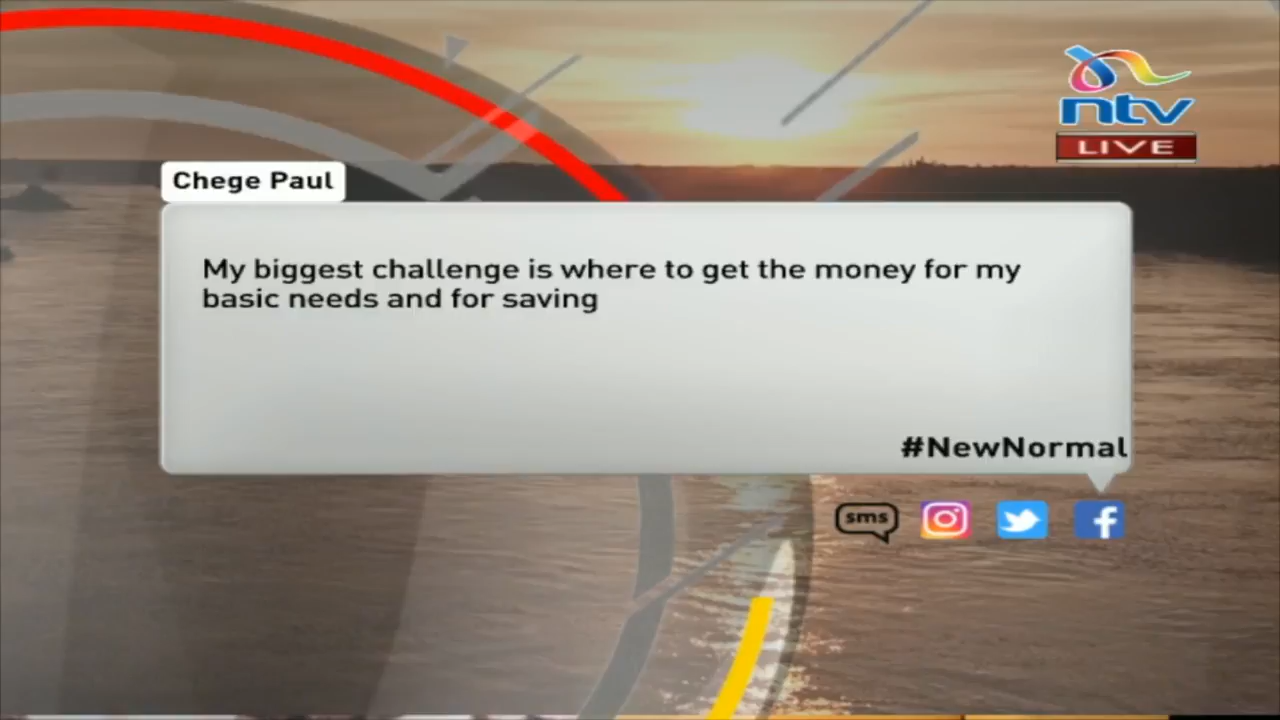 ntv
LIVE
Chege Paul
My biggest challenge is where to get the money for my
basic needs and for saving
#NewNormal
sms